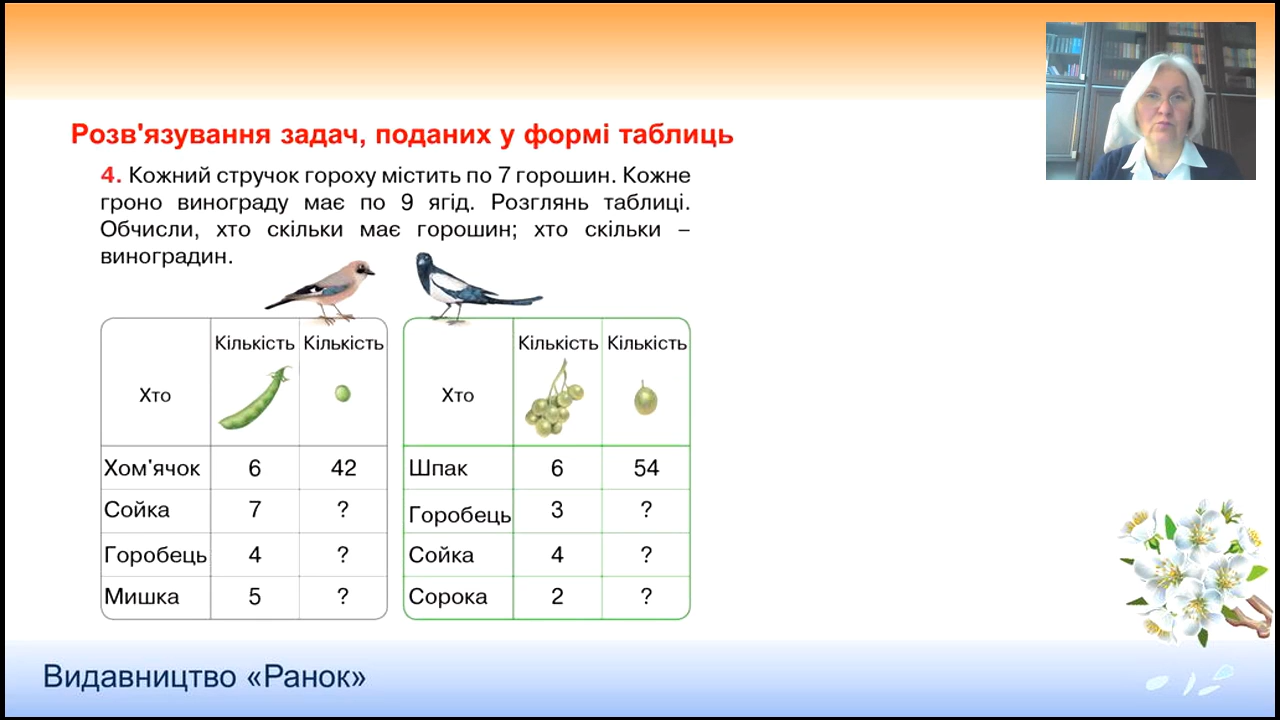 Розв'язування задач, поданих у формі таблиць
4. Кожний стручок гороху містить по 7 горошин. Кожне
гроно винограду має по 9 ягід. Розглянь таблиці.
Обчисли, хто скільки має горошин; хто скільки –
виноградин.
Хто Кількість Кількість
Хом'ячок 6 42
Сойка 7 ?
Горобець 4 ?
Мишка 5 ?
Хто Кількість Кількість
Шпак 6 54
Горобець 3 ?
Сойка 4 ?
Сорока 2 ?
Видавництво «Ранок»